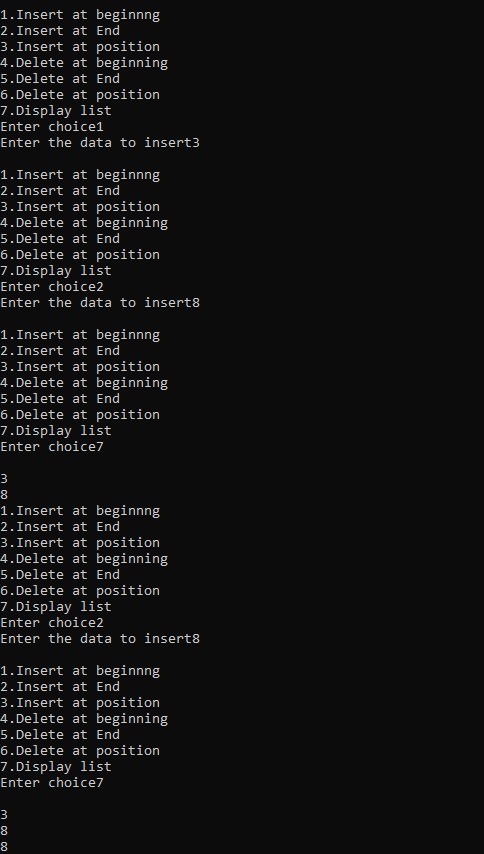 1.Insert at beginnng
2.Insert at End
3.Insert at position
4.Delete at beginning
5.Delete at End
6.Delete at position
7.Display list
Enter choice1
Enter the data to insert3
1.Insert at beginnng
2.Insert at End
3.Insert at position
4.Delete at beginning
5.Delete at End
6.Delete at position
7.Display list
Enter choice2
Enter the data to insert8
1.Insert at beginnng
2.Insert at End
3.Insert at position
4.Delete at beginning
5.Delete at End
6.Delete at position
7.Display list
Enter choice7
3
8
1.Insert at beginnng
2.Insert at End
3.Insert at position
4.Delete at beginning
5.Delete at End
6.Delete at position
7.Display list
Enter choice2
Enter the data to insert8
1.Insert at beginnng
2.Insert at End
3.Insert at position
4.Delete at beginning
5.Delete at End
6.Delete at position
7.Display list
Enter choice7
3
8
8